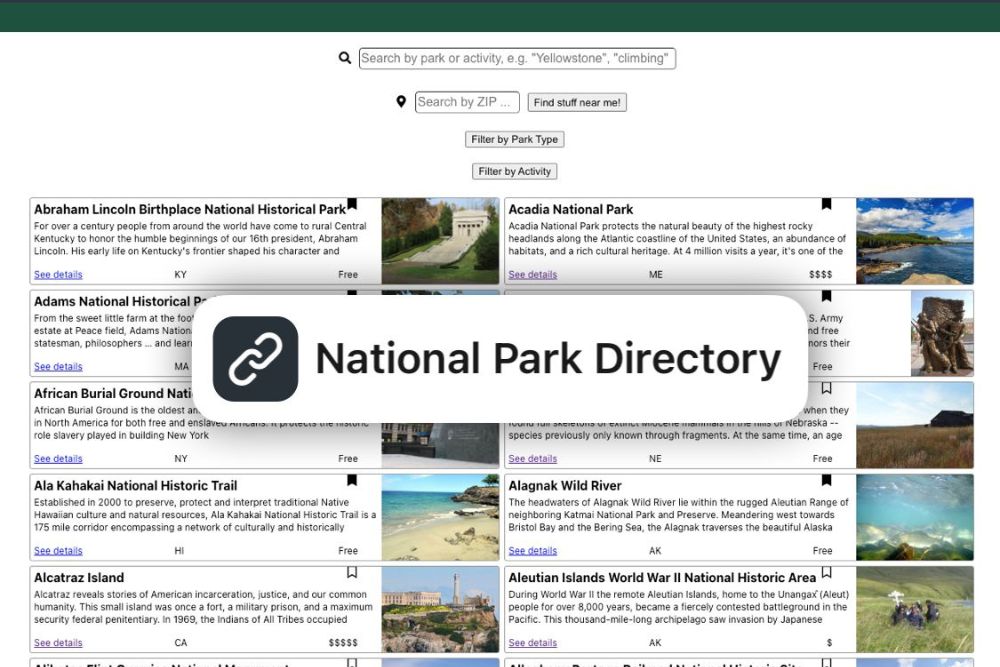 Search by park or activity, e.g. "Yellowstone", "climbing"
Search by ZIP ...
Find stuff near me!
Filter by Park Type
Filter by Activity
Abraham Lincoln Birthplace National Historical Park
For over a century people from around the world have come to rural Central
Kentucky to honor the humble beginnings of our 16th president, Abraham
Lincoln. His early life on Kentucky's frontier shaped his character and
See details
KY
Free
Acadia National Park
Acadia National Park protects the natural beauty of the highest rocky
headlands along the Atlantic coastline of the United States, an abundance of
habitats, and a rich cultural heritage. At 4 million visits a year, it's one of the
See details
ME
$$$$
Adams National Historical
From the sweet little farm at the foot
estate at Peace field, Adams
statesman, philosophers ... and
See details
MA
S. Army
nd free
their
Free
National Park Directory
African Burial Ground
African Burial Ground is the oldest
in North America for both free and enslaved Africans. It protects the historic
role slavery played in building New York
See details
NY
Free
when they
found full skeletons of extinct Miocene mammals in the hills of Nebraska --
species previously only known through fragments. At the same time, an age
See details
NE
Free
Ala Kahakai National Historic Trail
Established in 2000 to preserve, protect and interpret traditional Native
Hawaiian culture and natural resources, Ala Kahakai National Historic Trail is a
175 mile corridor encompassing a network of culturally and historically
See details
HI
Free
Alagnak Wild River
The headwaters of Alagnak Wild River lie within the rugged Aleutian Range of
neighboring Katmai National Park and Preserve. Meandering west towards
Bristol Bay and the Bering Sea, the Alagnak traverses the beautiful Alaska
See details
AK
Free
Alcatraz Island
Alcatraz reveals stories of American incarceration, justice, and our common
humanity. This small island was once a fort, a military prison, and a maximum
security federal penitentiary. In 1969, the Indians of All Tribes occupied
See details
CA
$$$$$
Aleutian Islands World War II National Historic Area
During World War II the remote Aleutian Islands, home to the Unangax̂ (Aleut)
people for over 8,000 years, became a fiercely contested battleground in the
Pacific. This thousand-mile-long archipelago saw invasion by Japanese
See details
AK
$